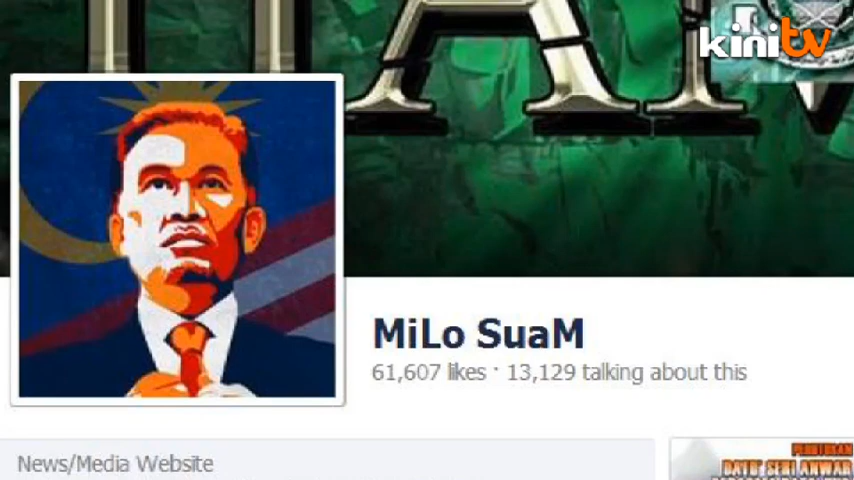 kinitv
MiLo SuaM
61,607 likes · 13,129 talking about this
News/Media Website
DATO' SERI ANWAR